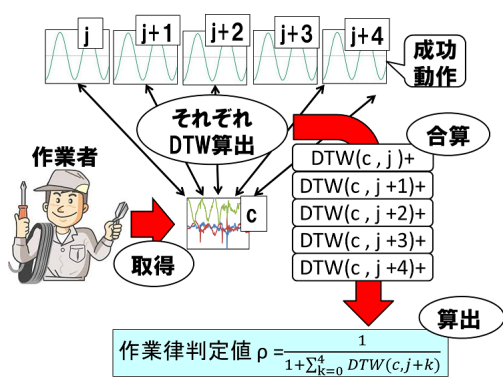 j
j+1
j+2
j+3
j+4
成功
動作
それぞれ
DTW算出
合算
作業者
DTW(c , j )+
DTW(c , j +1)+
DTW(c , j +2)+
DTW(c , j +3)+
DTW(c , j +4)+
c
取得
算出
作業律判定値 ρ = 1 / (1+∑_{k=0}^{4} DTW(c,j+k))